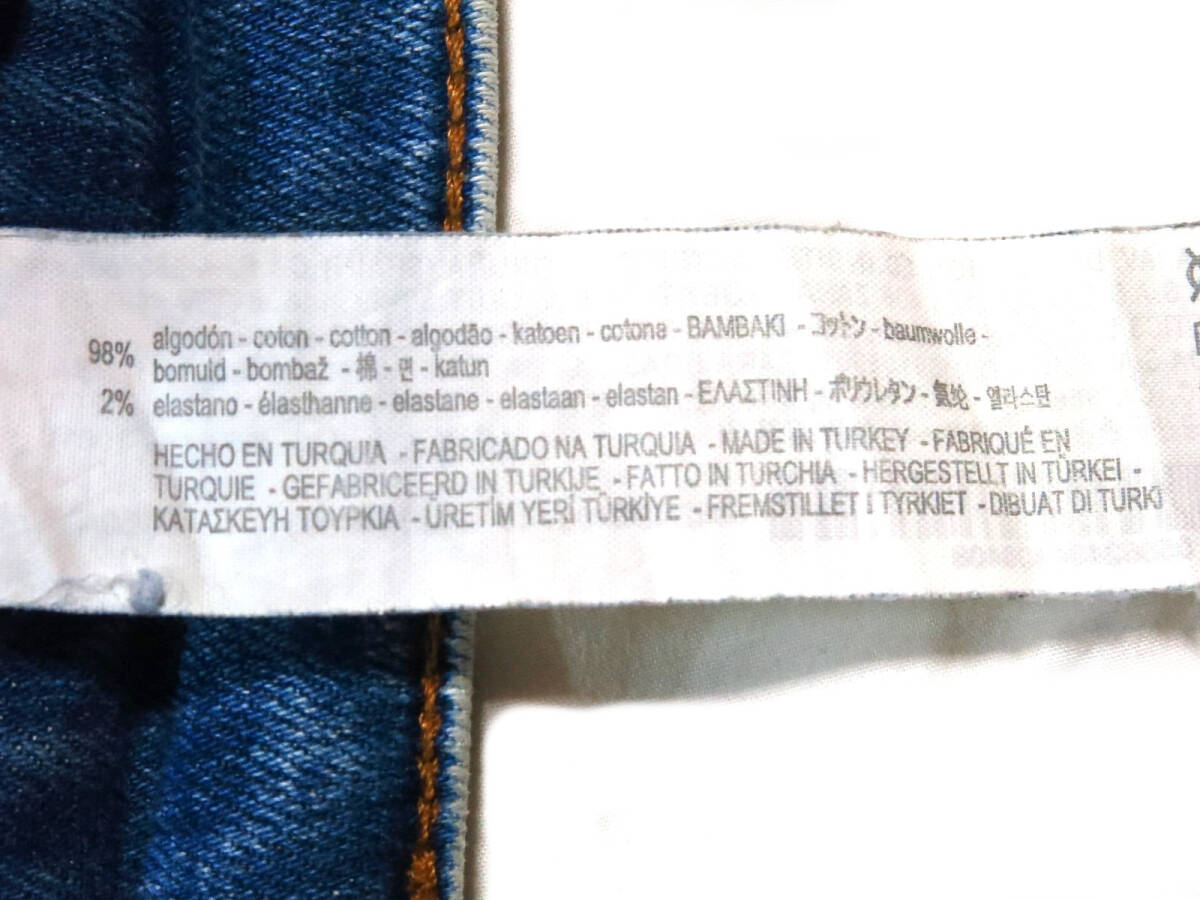 98% algodón - coton - cotton - algodão - katoen - cotone - BAMBAKI - コットン - baumwolle -
bomuld - bombaž - 棉 - 면 - katun
2% elastano - élasthanne - elastane - elastaan - elastan - ΕΛΑΣΤΙΝΗ - ポリウレタン - 氨纶 - 엘라스탄
HECHO EN TURQUIA - FABRICADO NA TURQUIA - MADE IN TURKEY - FABRIQUÉ EN
TURQUIE - GEFABRICEERD IN TURKIJE - FATTO IN TURCHIA - HERGESTELLT IN TÜRKEI -
ΚΑΤΑΣΚΕΥΗ ΤΟΥΡΚΙΑ - ÜRETİM YERİ TÜRKİYE - FREMSTILLET I TYRKIET - DIBUAT DI TURKI